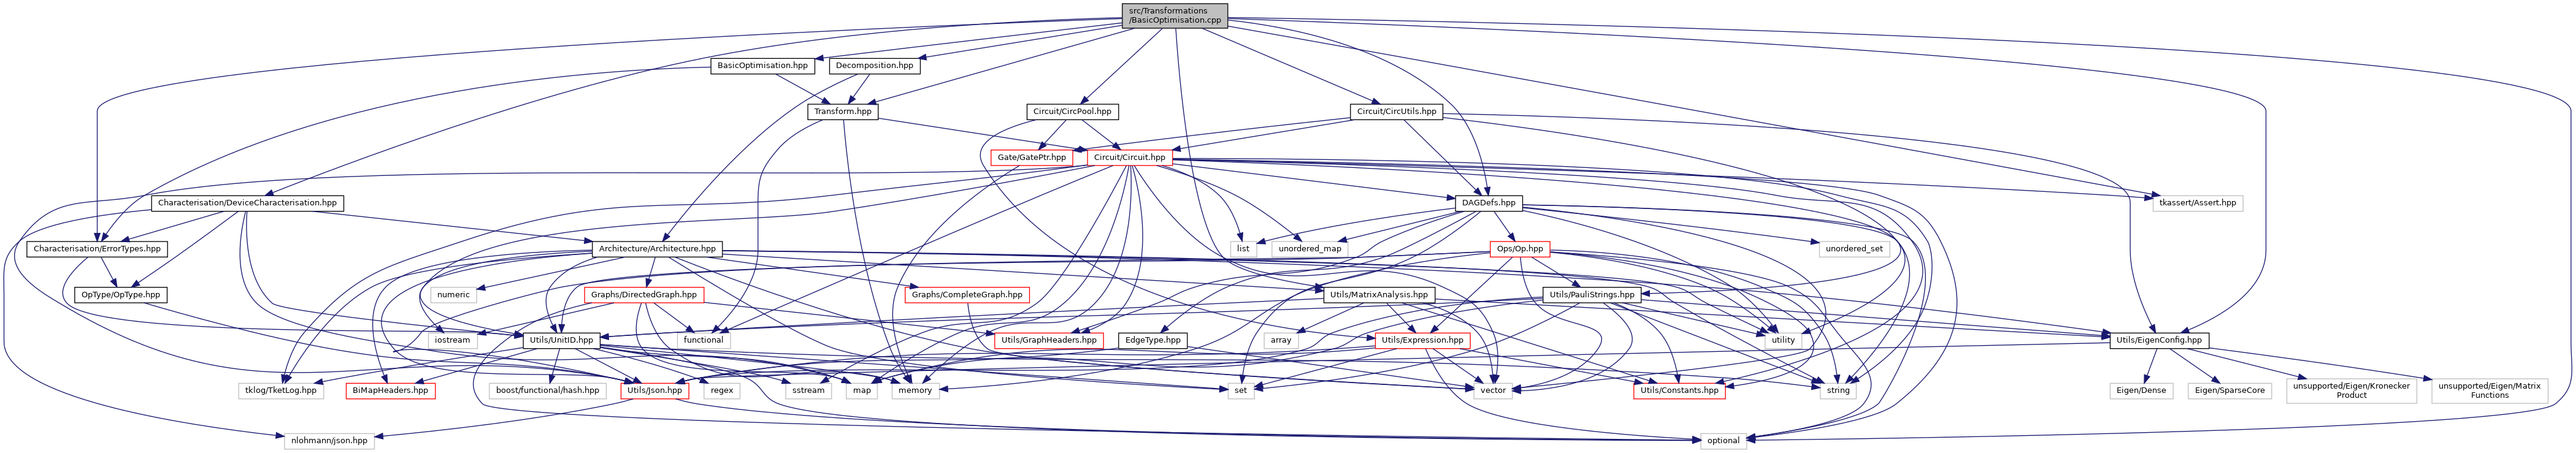 src/Transformations
/BasicOptimisation.cpp
BasicOptimisation.hpp
Decomposition.hpp
Transform.hpp
Circuit/CircPool.hpp
Circuit/CircUtils.hpp
Gate/GatePtr.hpp
Circuit/Circuit.hpp
Characterisation/DeviceCharacterisation.hpp
DAGDefs.hpp
tkassert/Assert.hpp
Characterisation/ErrorTypes.hpp
Architecture/Architecture.hpp
list
unordered_map
Ops/Op.hpp
unordered_set
OpType/OpType.hpp
numeric
Graphs/DirectedGraph.hpp
Graphs/CompleteGraph.hpp
Utils/MatrixAnalysis.hpp
Utils/PauliStrings.hpp
iostream
Utils/UnitID.hpp
functional
Utils/GraphHeaders.hpp
EdgeType.hpp
array
Utils/Expression.hpp
utility
Utils/EigenConfig.hpp
tklog/TketLog.hpp
BiMapHeaders.hpp
boost/functional/hash.hpp
Utils/Json.hpp
regex
sstream
map
memory
set
vector
Utils/Constants.hpp
string
Eigen/Dense
Eigen/SparseCore
unsupported/Eigen/Kronecker
Product
unsupported/Eigen/Matrix
Functions
nlohmann/json.hpp
optional